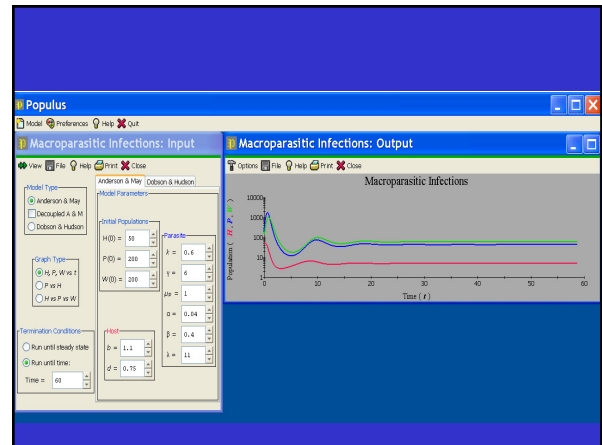 Populus
Model Preferences Help Print Quit
Macroparasitic Infections: Input
View File Help Print Close
Anderson & May Dobson & Hudson
Model Type
Anderson & May
Decoupled A & M
Dobson & Hudson
Graph Type
H, P, W vs t
P vs H
H vs P vs W
Termination Conditions
Run until steady state
Run until time:
Time = 60
Model Parameters
Initial Populations
H(0) = 50
P(0) = 200
W(0) = 200
Host
b = 1.1
d = 0.75
Parasite
λ = 0.6
γ = 6
= 1
α = 0.04
β = 0.4
λ = 11
Macroparasitic Infections: Output
Options File Help Print Close
Macroparasitic Infections
Population ( H, P, W )
10000
1000
100
10
1
0 10 20 30 40 50 60
Time ( t )